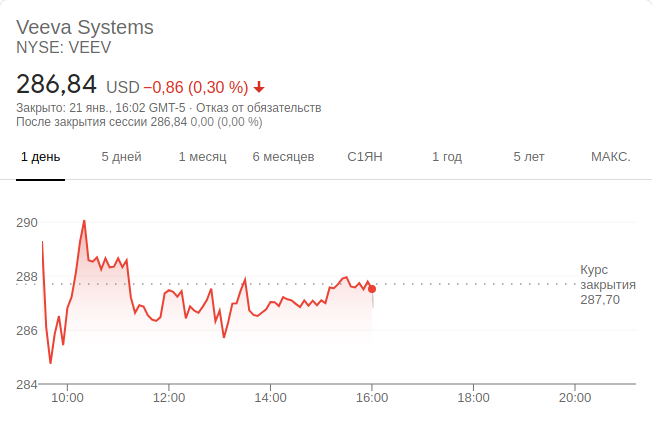 Veeva Systems
NYSE: VEEV
286,84 USD −0,86 (0,30 %)
Закрыто: 21 янв., 16:02 GMT-5 · Отказ от обязательств
После закрытия сессии 286,84 0,00 (0,00 %)
1 день 5 дней 1 месяц 6 месяцев С1ЯН 1 год 5 лет МАКС.
290
288
286
284
Курс
закрытия
287,70
10:00 12:00 14:00 16:00 18:00 20:00